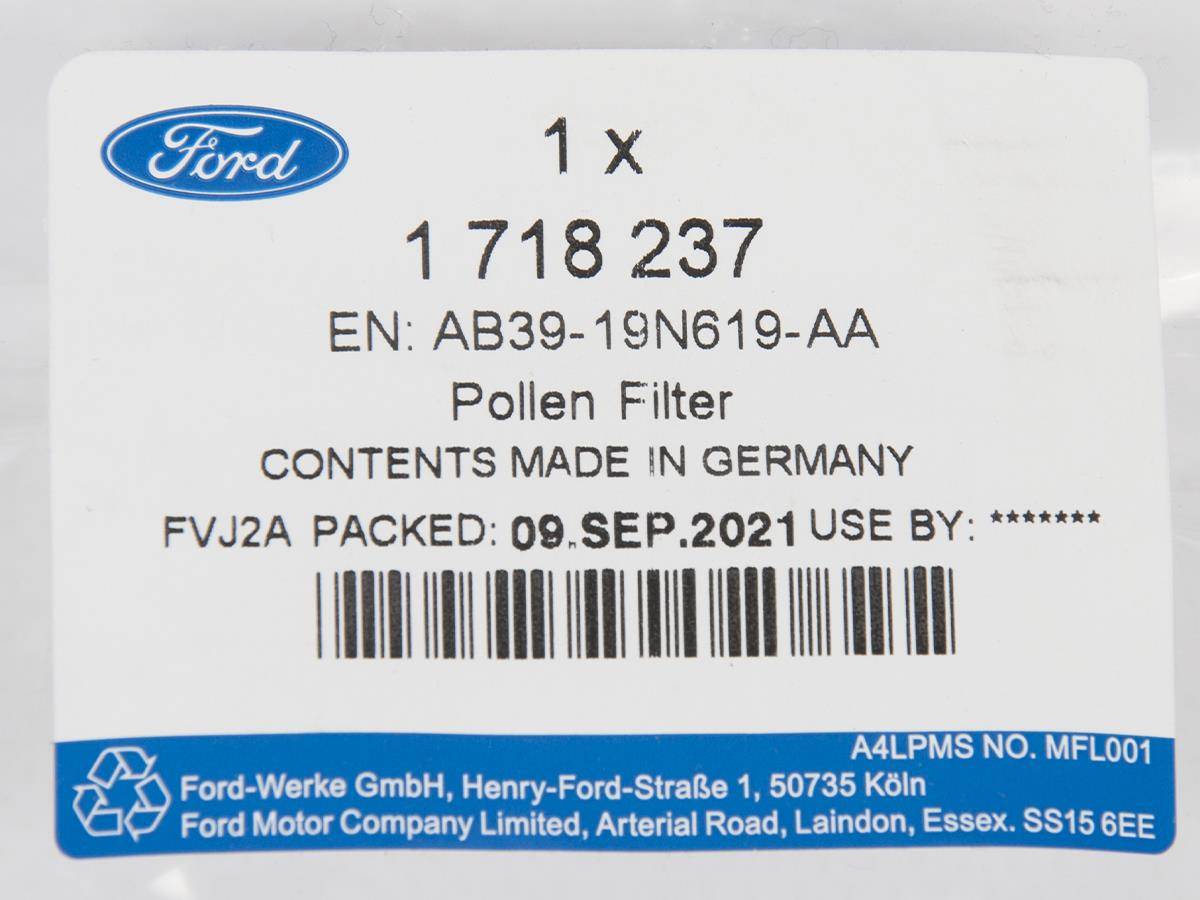 Ford
1 x
1 718 237
EN: AB39-19N619-AA
Pollen Filter
CONTENTS MADE IN GERMANY
FVJ2A PACKED: 09.SEP.2021 USE BY: *******
A4LPMS NO. MFL001
Ford-Werke GmbH, Henry-Ford-Straße 1, 50735 Köln
Ford Motor Company Limited, Arterial Road, Laindon, Essex. SS15 6EE